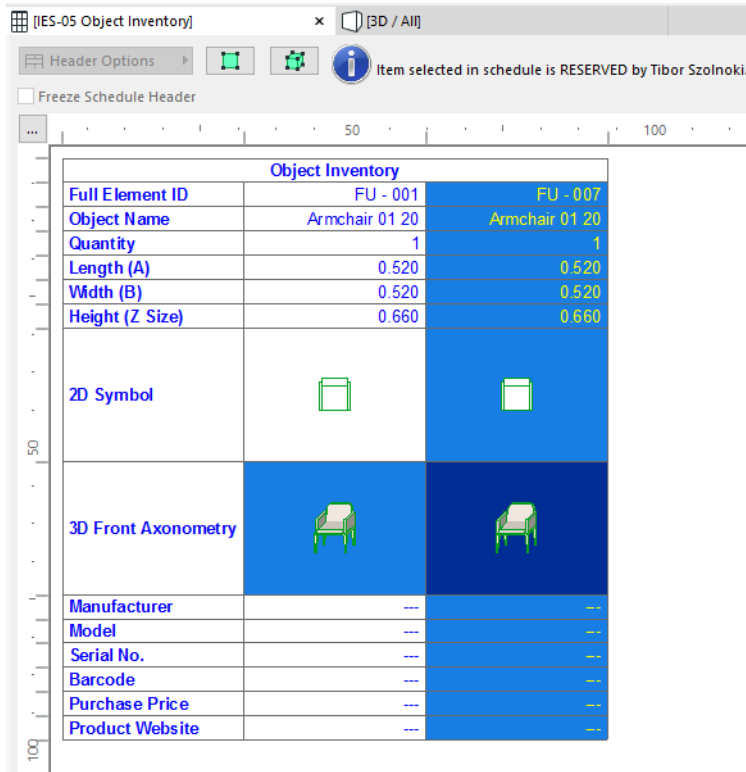 [IES-05 Object Inventory] × [3D / All]
Header Options
Item selected in schedule is RESERVED by Tibor Szolnoki.
Freeze Schedule Header
...
50 100
Object Inventory
Full Element ID FU - 001 FU - 007
Object Name Armchair 01 20 Armchair 01 20
Quantity 1 1
Length (A) 0.520 0.520
Width (B) 0.520 0.520
Height (Z Size) 0.660 0.660
2D Symbol
50
3D Front Axonometry
Manufacturer --- ---
Model --- ---
Serial No. --- ---
Barcode --- ---
Purchase Price --- ---
Product Website --- ---
100